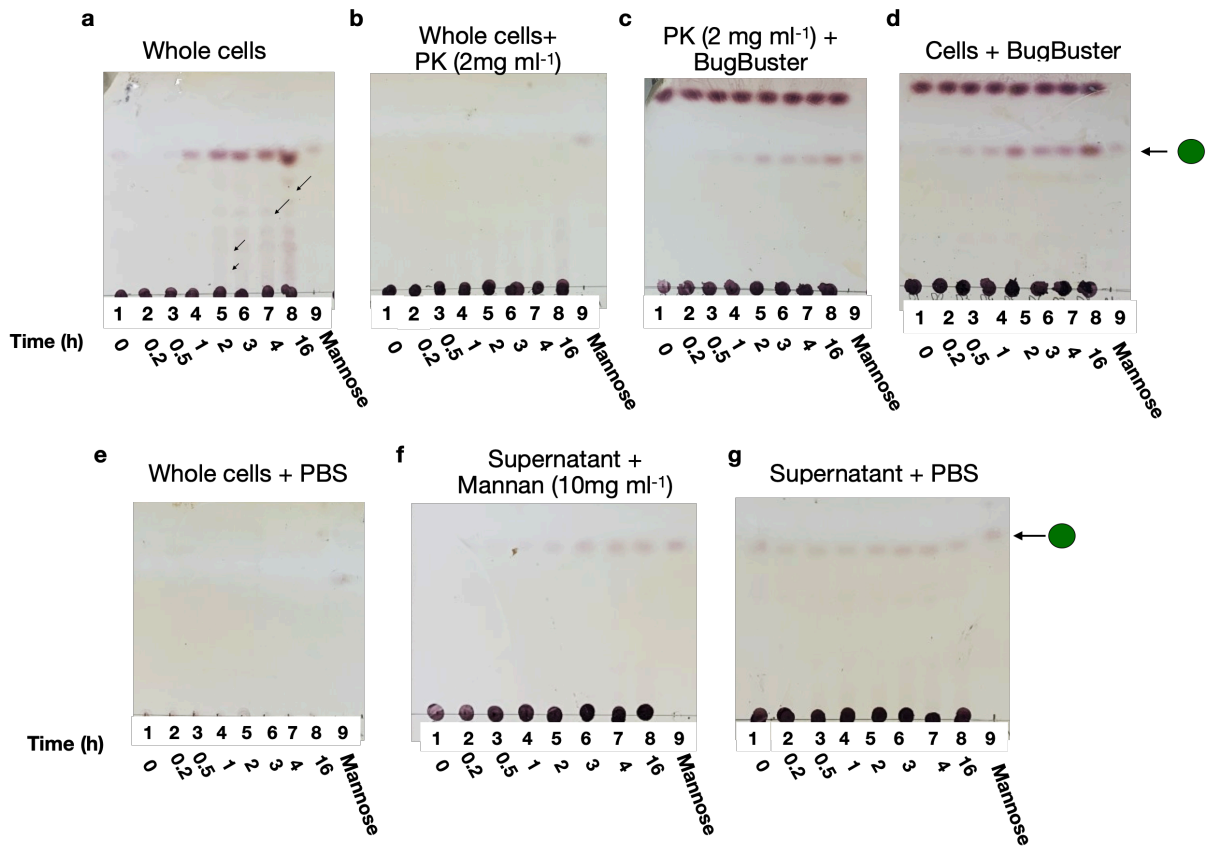 a
Whole cells
b
Whole cells+
PK (2mg ml-1)
c
PK (2 mg ml-1) +
BugBuster
d
Cells + BugBuster
1 2 3 4 5 6 7 8 9
1 2 3 4 5 6 7 8 9
1 2 3 4 5 6 7 8 9
1 2 3 4 5 6 7 8 9
Time (h)
0 0.2 0.5 1 2 3 4 16 Mannose
0 0.2 0.5 1 2 3 4 16 Mannose
0 0.2 0.5 1 2 3 4 16 Mannose
0 0.2 0.5 1 2 3 4 16 Mannose
e
Whole cells + PBS
f
Supernatant +
Mannan (10mg ml-1)
g
Supernatant + PBS
1 2 3 4 5 6 7 8 9
1 2 3 4 5 6 7 8 9
1 2 3 4 5 6 7 8 9
Time (h)
0 0.2 0.5 1 2 3 4 16 Mannose
0 0.2 0.5 1 2 3 4 16 Mannose
0 0.2 0.5 1 2 3 4 16 Mannose